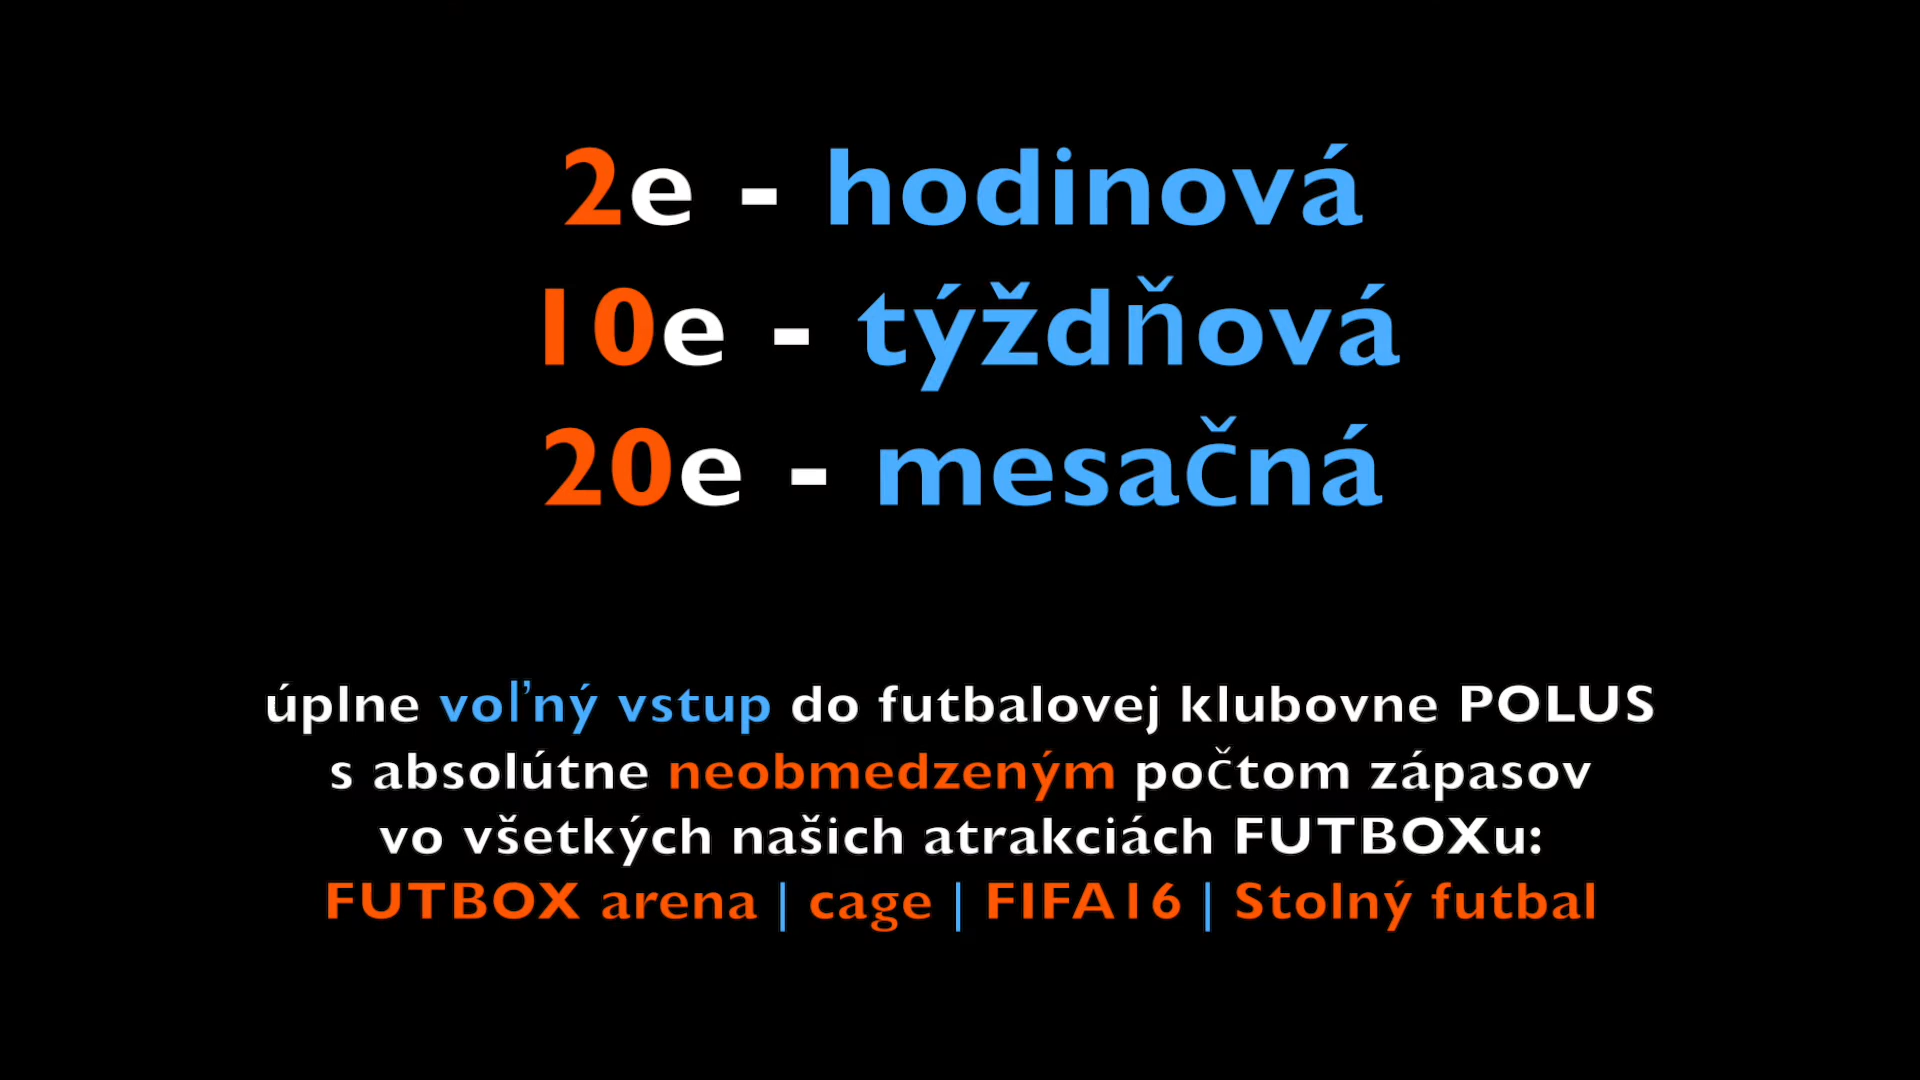 2e - hodinová
10e - týždňová
20e - mesačná
úplne voľný vstup do futbalovej klubovne POLUS
s absolútne neobmedzeným počtom zápasov
vo všetkých našich atrakciách FUTBOXu:
FUTBOX arena | cage | FIFA16 | Stolný futbal